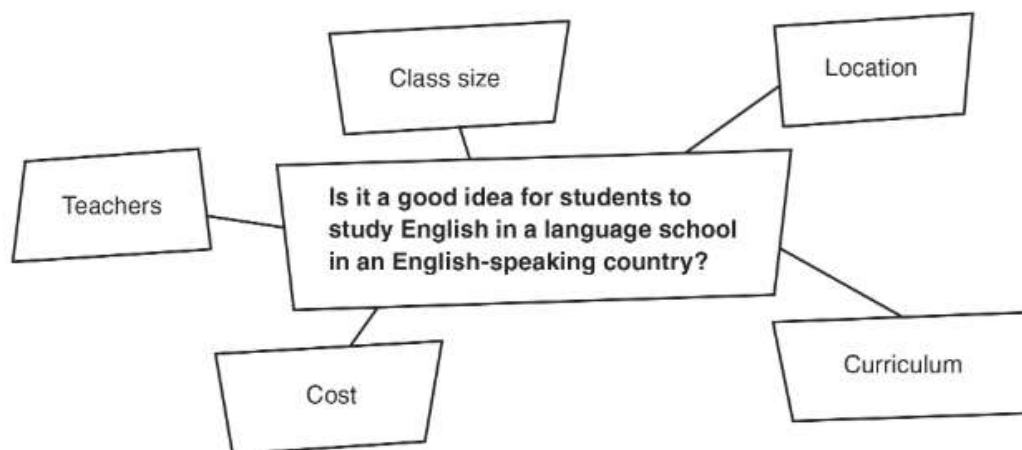 Class size
Location
Teachers
Is it a good idea for students to
study English in a language school
in an English-speaking country?
Cost
Curriculum